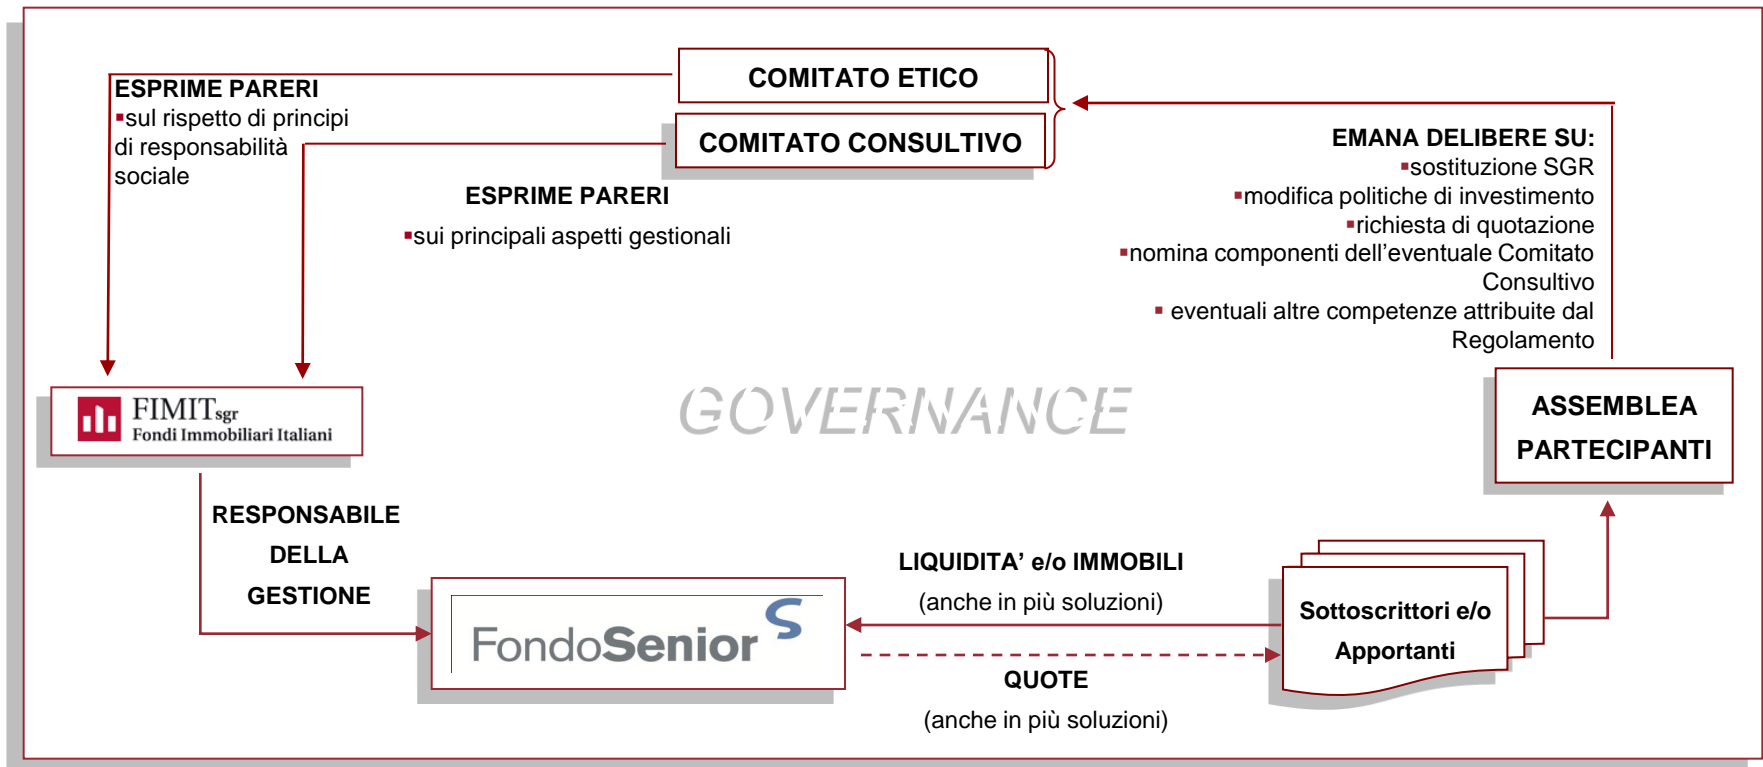 COMITATO ETICO
COMITATO CONSULTIVO
ESPRIME PARERI
▪sul rispetto di principi
di responsabilità
sociale
ESPRIME PARERI
▪sui principali aspetti gestionali
EMANA DELIBERE SU:
▪sostituzione SGR
▪modifica politiche di investimento
▪richiesta di quotazione
▪nomina componenti dell’eventuale Comitato
Consultivo
▪ eventuali altre competenze attribuite dal
Regolamento
FIMITsgr
Fondi Immobiliari Italiani
GOVERNANCE
ASSEMBLEA
PARTECIPANTI
RESPONSABILE
DELLA
GESTIONE
FondoSenior S
LIQUIDITA’ e/o IMMOBILI
(anche in più soluzioni)
QUOTE
(anche in più soluzioni)
Sottoscrittori e/o
Apportanti